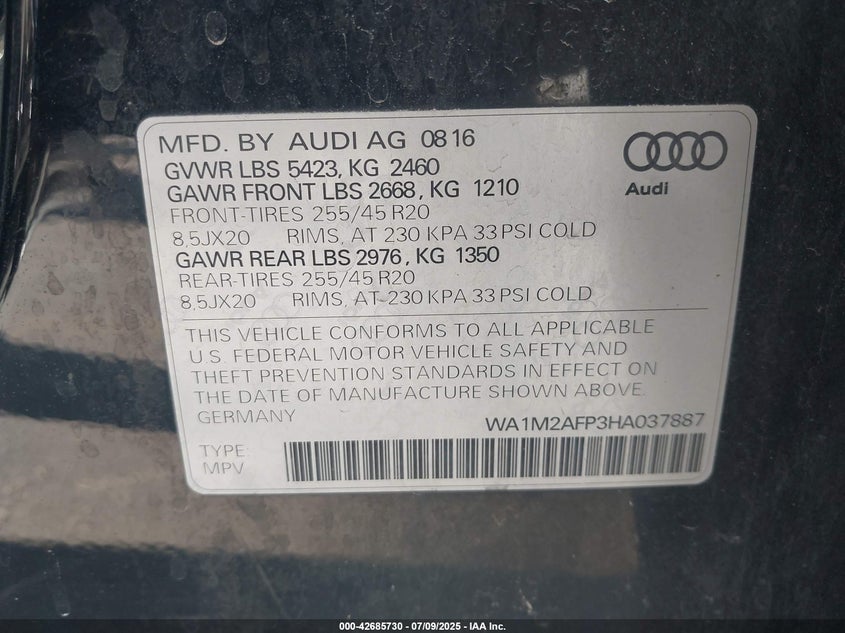 MFD. BY AUDI AG 08 16
GVWR LBS 5423, KG 2460
GAWR FRONT LBS 2668, KG 1210
FRONT-TIRES 255/45 R20
8,5JX20 RIMS, AT 230 KPA 33 PSI COLD
GAWR REAR LBS 2976, KG 1350
REAR-TIRES 255/45 R20
8,5JX20 RIMS, AT 230 KPA 33 PSI COLD
Audi
THIS VEHICLE CONFORMS TO ALL APPLICABLE
U.S. FEDERAL MOTOR VEHICLE SAFETY AND
THEFT PREVENTION STANDARDS IN EFFECT ON
THE DATE OF MANUFACTURE SHOWN ABOVE.
GERMANY WA1M2AFP3HA037887
TYPE:
MPV
000-42685730 - 07/09/2025 - IAA Inc.